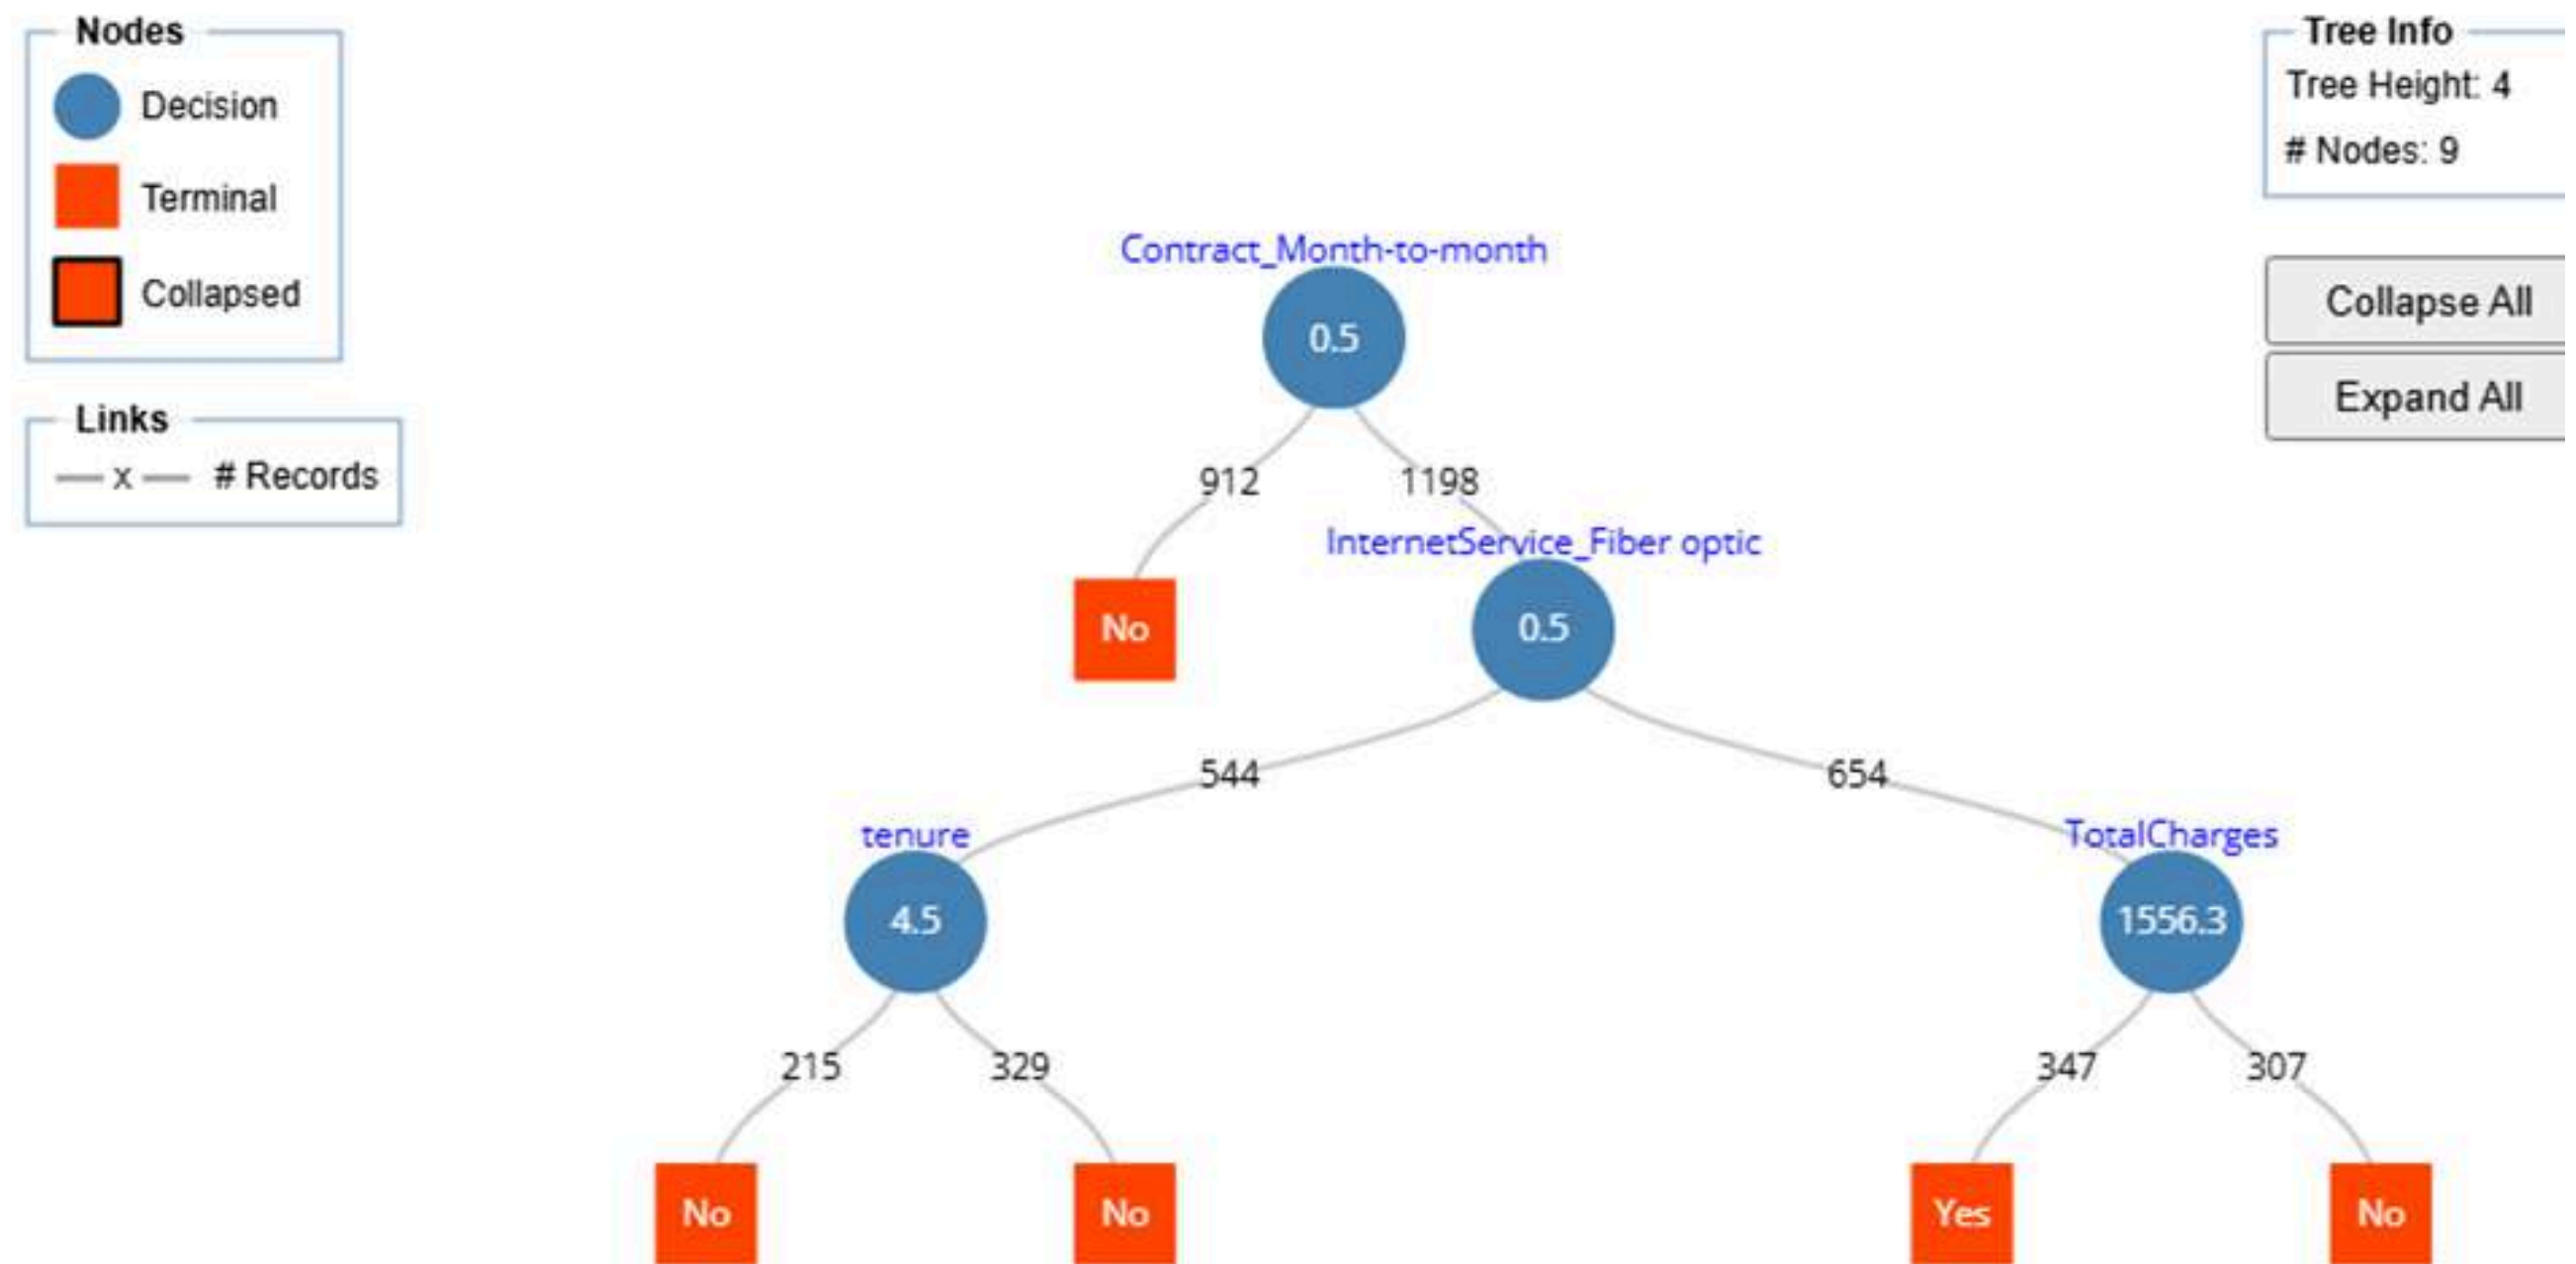 Nodes
Decision
Terminal
Collapsed
Links
x # Records
Tree Info
Tree Height: 4
# Nodes: 9
Collapse All
Expand All
Contract_Month-to-month
0.5
912 1198
InternetService_Fiber optic
No 0.5
544 654
tenure TotalCharges
4.5 1556.3
215 329 347 307
No No Yes No